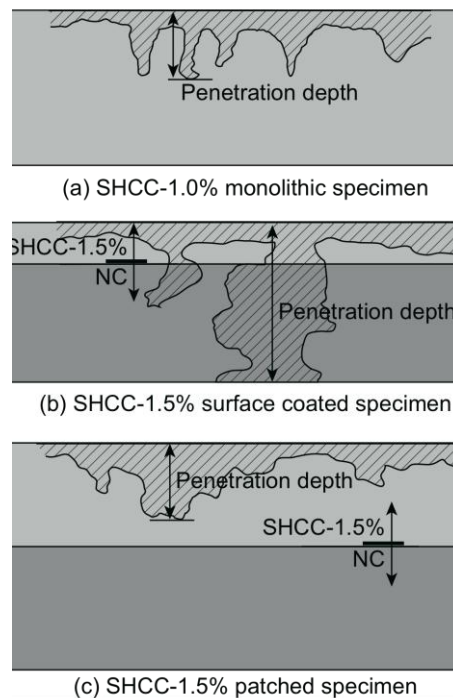 Penetration depth
(a) SHCC-1.0% monolithic specimen
SHCC-1.5%
NC
Penetration depth
(b) SHCC-1.5% surface coated specimen
Penetration depth
SHCC-1.5%
NC
(c) SHCC-1.5% patched specimen